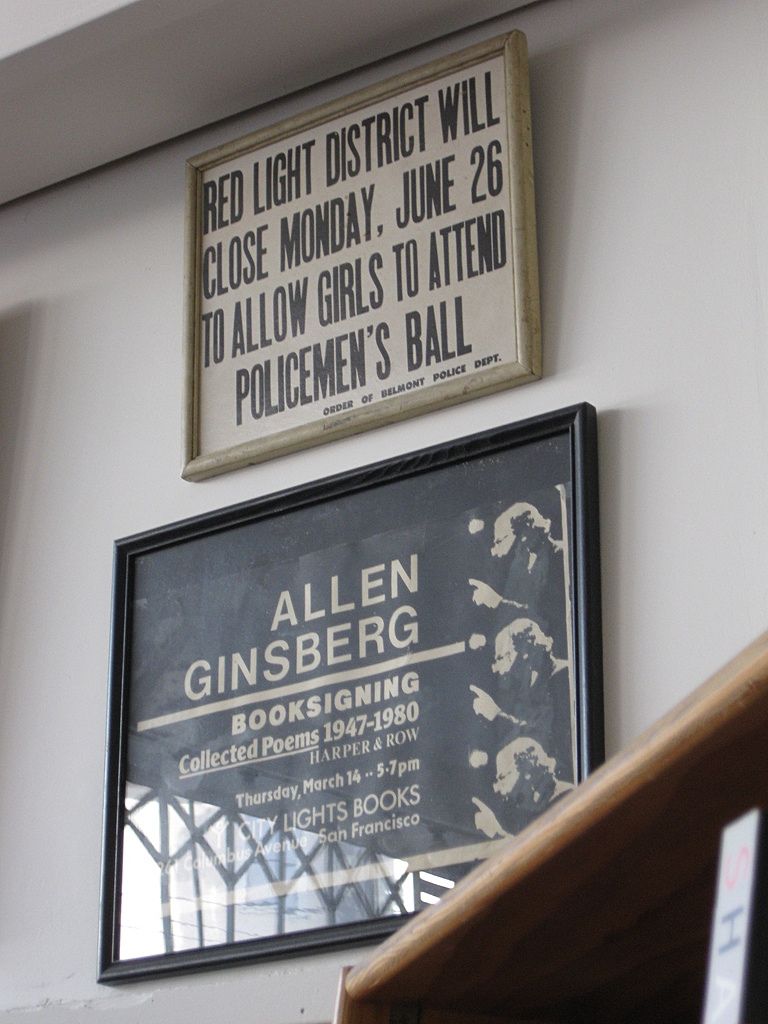 RED LIGHT DISTRICT WILL
CLOSE MONDAY, JUNE 26
TO ALLOW GIRLS TO ATTEND
POLICEMEN'S BALL
ORDER OF BELMONT POLICE DEPT.
ALLEN
GINSBERG
BOOKSIGNING
Collected Poems 1947-1980
HARPER & ROW
Thursday, March 14 ·· 5-7pm
CITY LIGHTS BOOKS
261 Columbus Avenue San Francisco
SHA